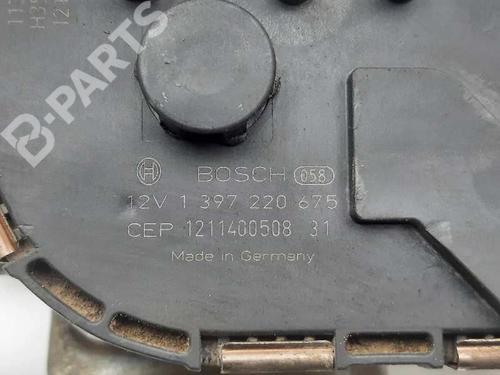 B-PARTS
H BOSCH 058
12V 1 397 220 675
CEP 1211400508 31
Made in Germany